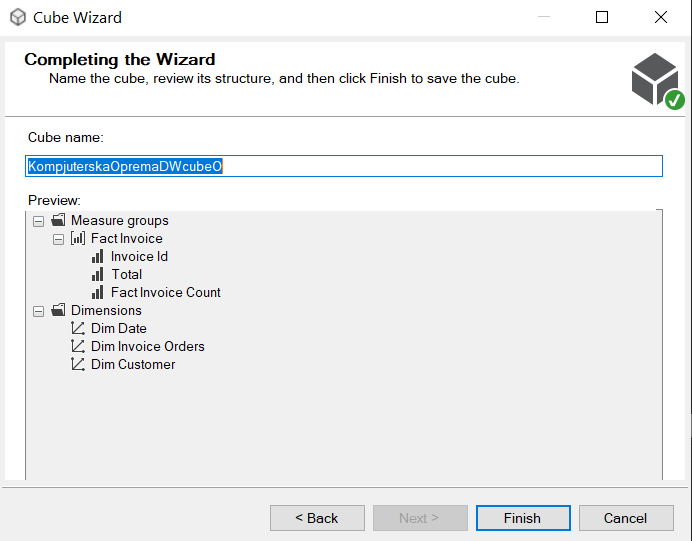 Cube Wizard
Completing the Wizard
Name the cube, review its structure, and then click Finish to save the cube.
Cube name:
KompjuterskaOpremaDWcubeO
Preview:
Measure groups
Fact Invoice
Invoice Id
Total
Fact Invoice Count
Dimensions
Dim Date
Dim Invoice Orders
Dim Customer
< Back
Next >
Finish
Cancel